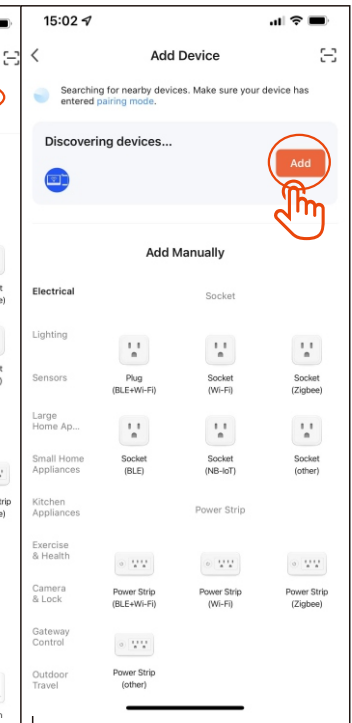 15:02
Add Device
Searching for nearby devices. Make sure your device has
entered pairing mode.
Discovering devices...
Add
Add Manually
Electrical
Socket
Lighting
Sensors
Plug
(BLE+Wi-Fi)
Socket
(Wi-Fi)
Socket
(Zigbee)
Large
Home Ap...
Small Home
Appliances
Socket
(BLE)
Socket
(NB-IoT)
Socket
(other)
Kitchen
Appliances
Power Strip
Exercise
& Health
Camera
& Lock
Power Strip
(BLE+Wi-Fi)
Power Strip
(Wi-Fi)
Power Strip
(Zigbee)
Gateway
Control
Outdoor
Travel
Power Strip
(other)